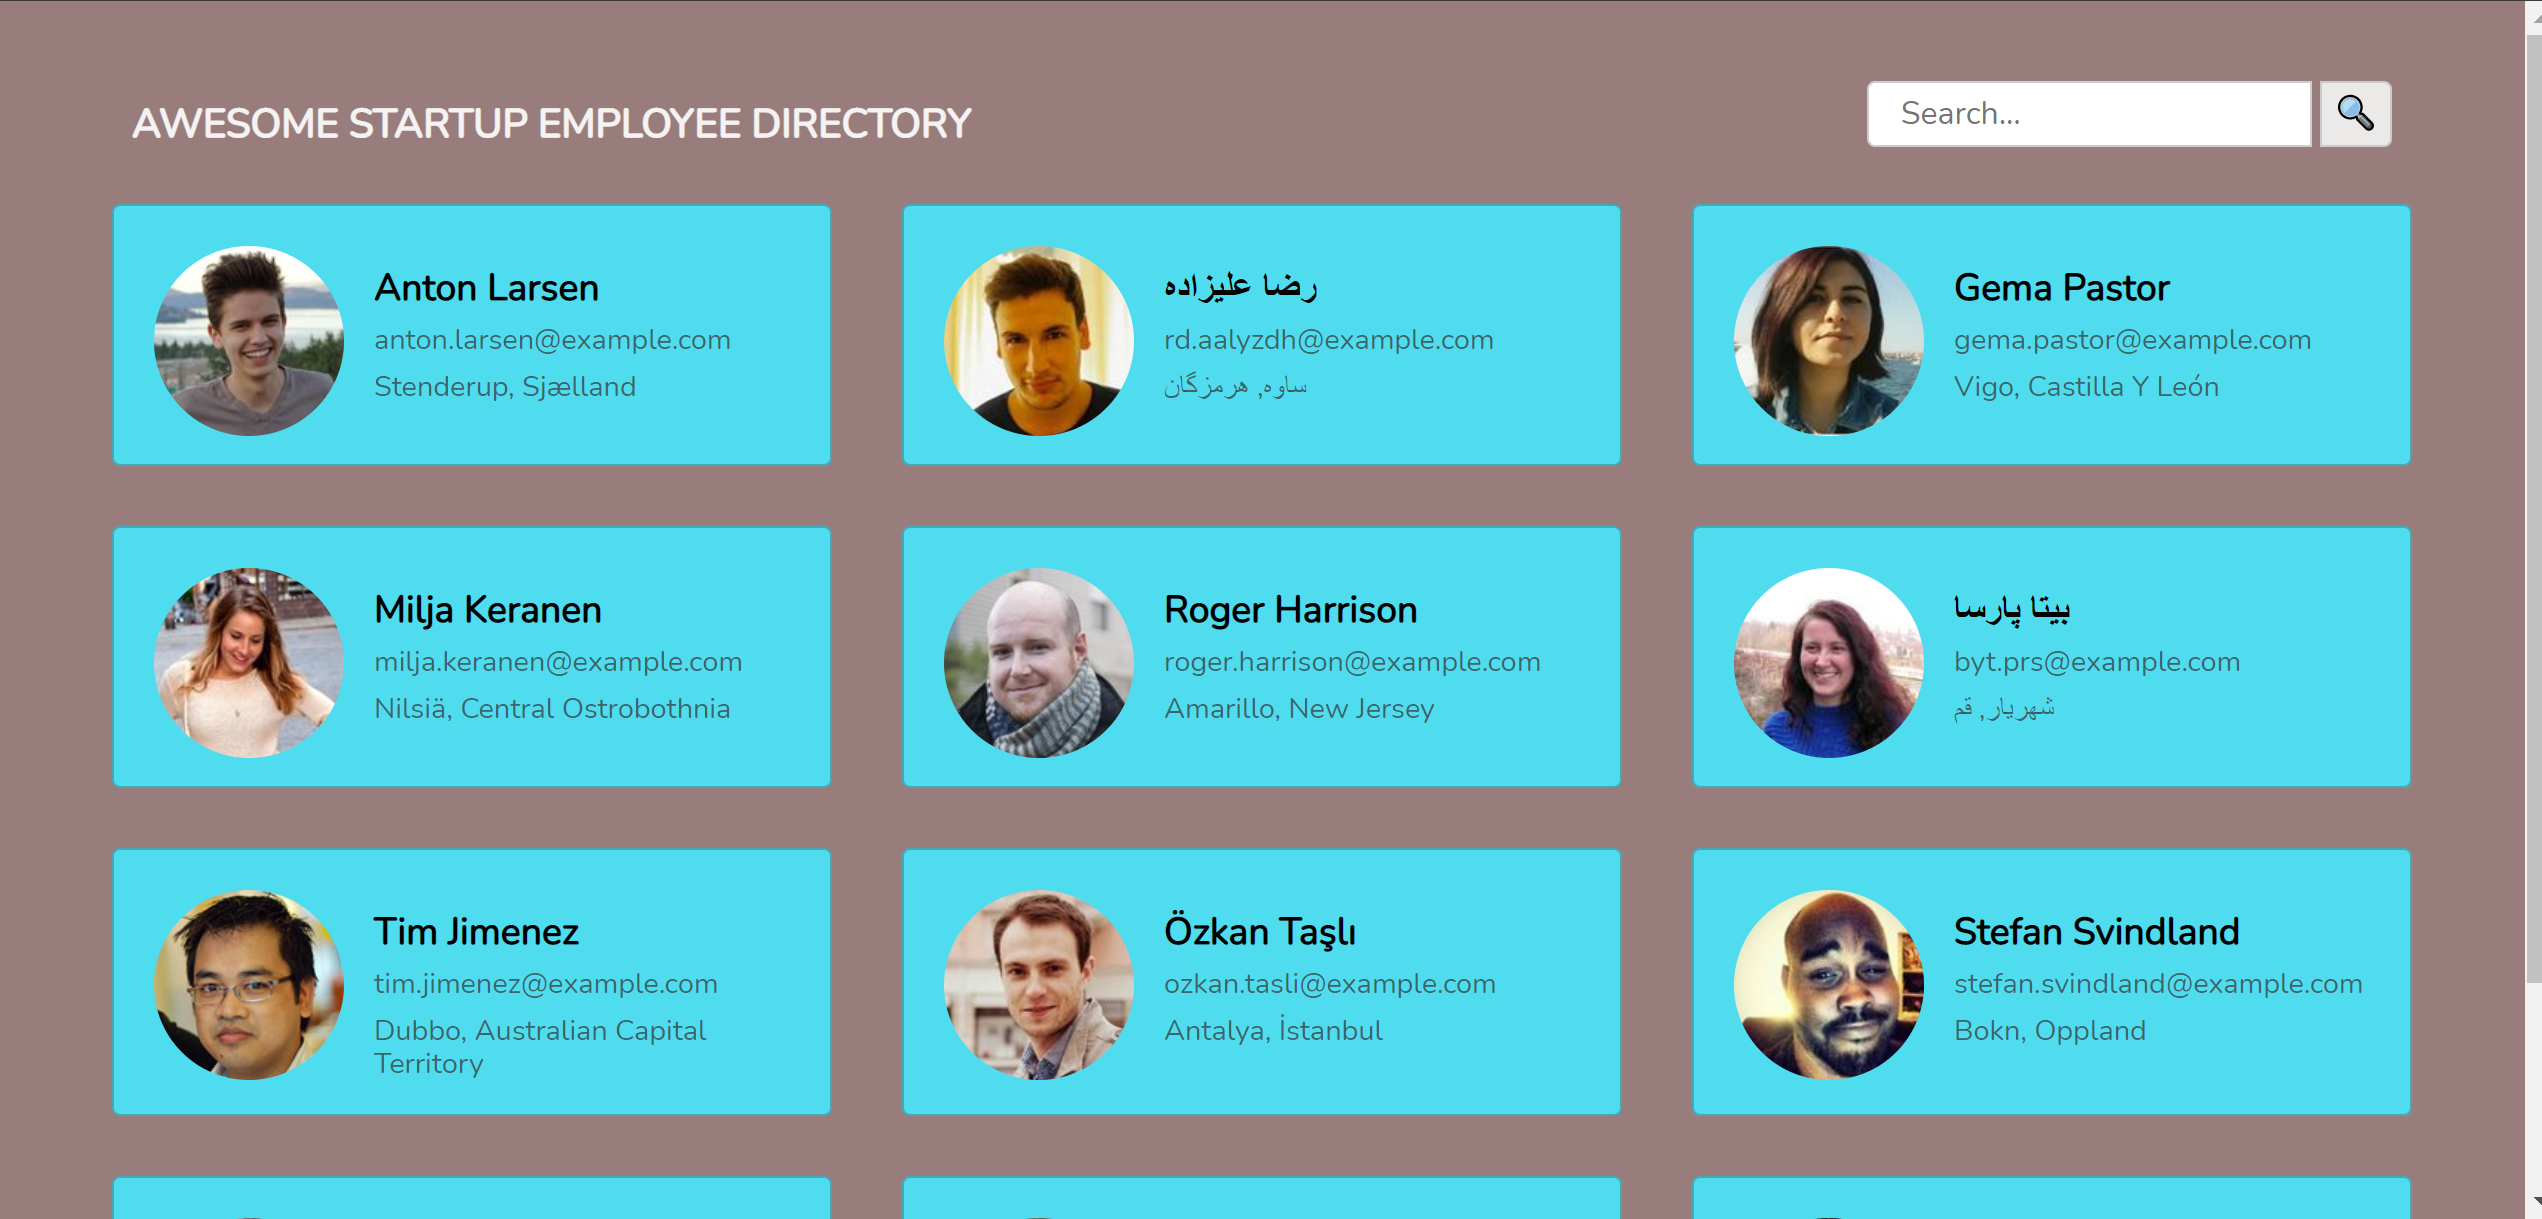 AWESOME STARTUP EMPLOYEE DIRECTORY
Search...
Anton Larsen
anton.larsen@example.com
Stenderup, Sjælland
رضا علیزاده
rd.aalyzdh@example.com
ساوه, هرمزگان
Gema Pastor
gema.pastor@example.com
Vigo, Castilla Y León
Milja Keranen
milja.keranen@example.com
Nilsiä, Central Ostrobothnia
Roger Harrison
roger.harrison@example.com
Amarillo, New Jersey
بیتا پارسا
byt.prs@example.com
شهریار, قم
Tim Jimenez
tim.jimenez@example.com
Dubbo, Australian Capital
Territory
Özkan Taşlı
ozkan.tasli@example.com
Antalya, İstanbul
Stefan Svindland
stefan.svindland@example.com
Bokn, Oppland